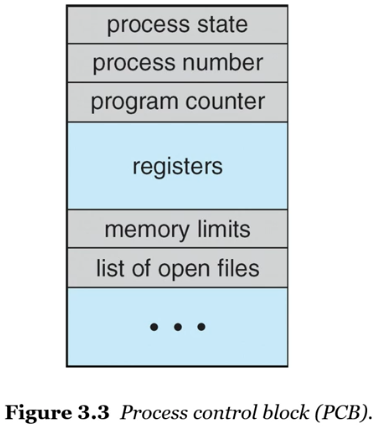 process state
process number
program counter
registers
memory limits
list of open files
• • •
Figure 3.3 Process control block (PCB).